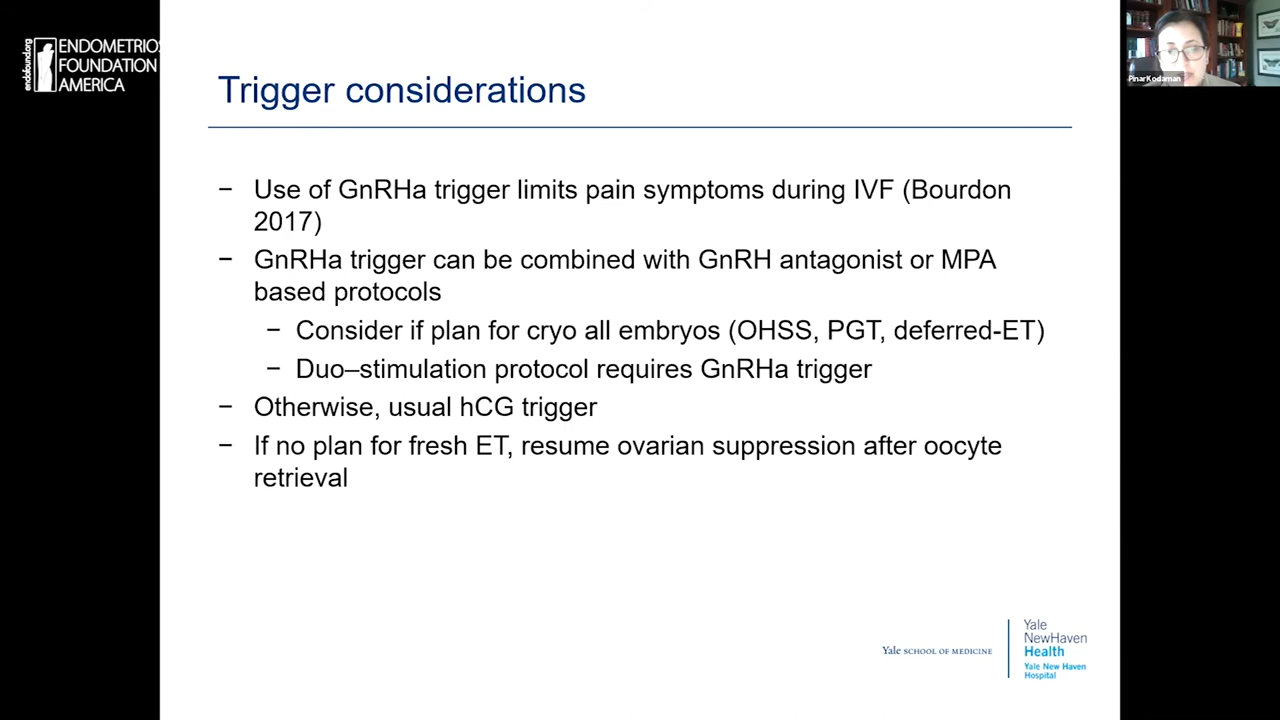 endofound.org
ENDOMETRIOS
FOUNDATION
AMERICA
PinarKodaman
Trigger considerations
− Use of GnRHa trigger limits pain symptoms during IVF (Bourdon
2017)
− GnRHa trigger can be combined with GnRH antagonist or MPA
based protocols
− Consider if plan for cryo all embryos (OHSS, PGT, deferred-ET)
− Duo–stimulation protocol requires GnRHa trigger
− Otherwise, usual hCG trigger
− If no plan for fresh ET, resume ovarian suppression after oocyte
retrieval
Yale SCHOOL OF MEDICINE
Yale
NewHaven
Health
Yale New Haven
Hospital